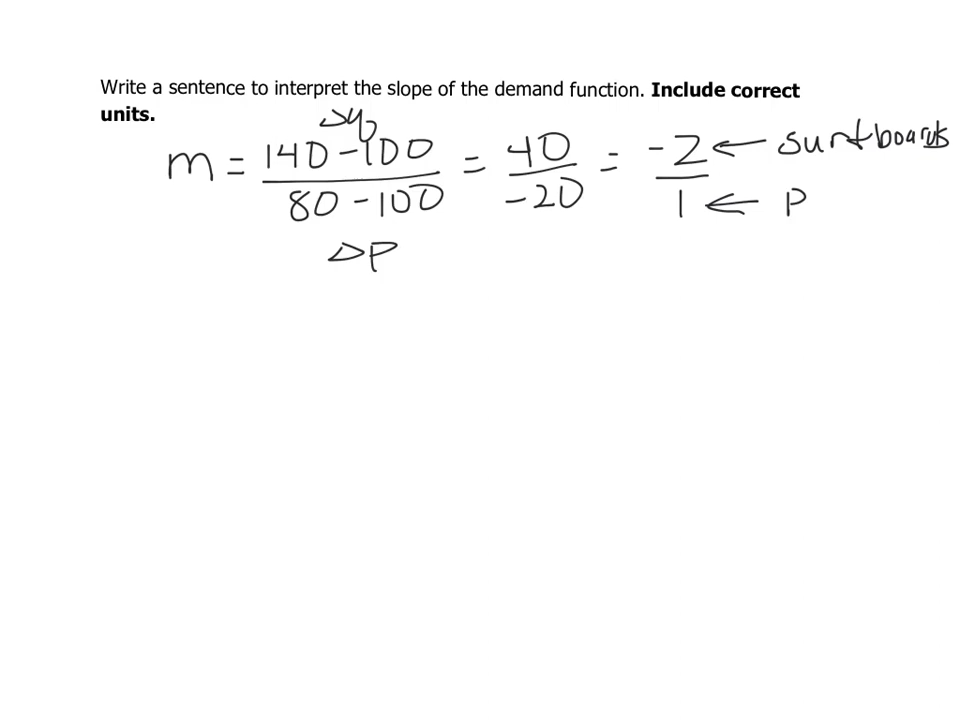 Write a sentence to interpret the slope of the demand function. Include correct
units.
Δq
m = 140 - 100 / 80 - 100 = 40 / -20 = -2 / 1 ← surfboards
← P
ΔP